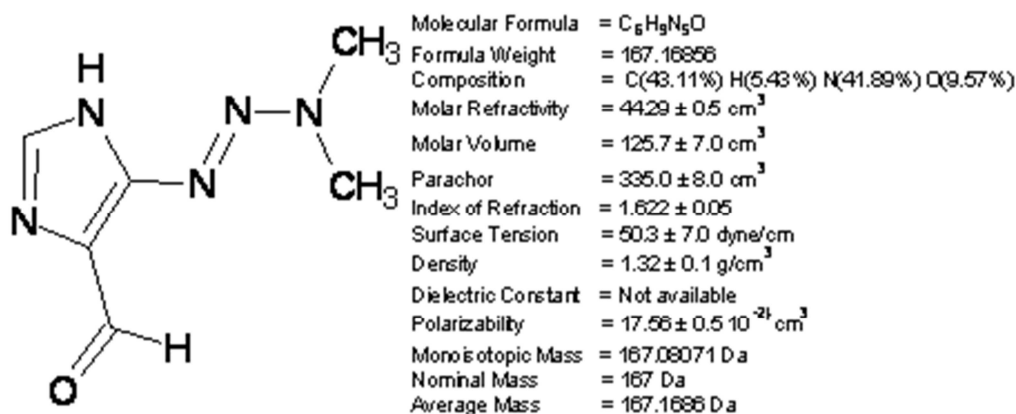 CH₃
H
N
N
N
N
CH₃
N
H
O
Molecular Formula = C₆H₉N₅O
Formula Weight = 167.16856
Composition = C(43.11%) H(5.43%) N(41.89%) O(9.57%)
Molar Refractivity = 44.29 ± 0.5 cm³
Molar Volume = 125.7 ± 7.0 cm³
Parachor = 335.0 ± 8.0 cm³
Index of Refraction = 1.622 ± 0.05
Surface Tension = 50.3 ± 7.0 dyne/cm
Density = 1.32 ± 0.1 g/cm³
Dielectric Constant = Not available
Polarizability = 17.56 ± 0.5 10⁻²⁴ cm³
Monoisotopic Mass = 167.08071 Da
Nominal Mass = 167 Da
Average Mass = 167.1686 Da